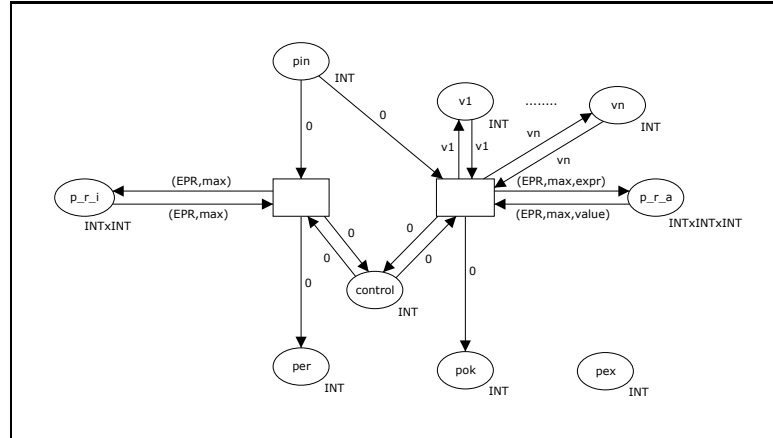 pin
INT
v1
INT
........
vn
INT
0
0
v1
v1
vn
vn
(EPR,max)
(EPR,max,expr)
p_r_i
p_r_a
(EPR,max)
(EPR,max,value)
INTxINT
INTxINTxINT
0
0
0
0
0
0
control
INT
per
INT
pok
INT
pex
INT